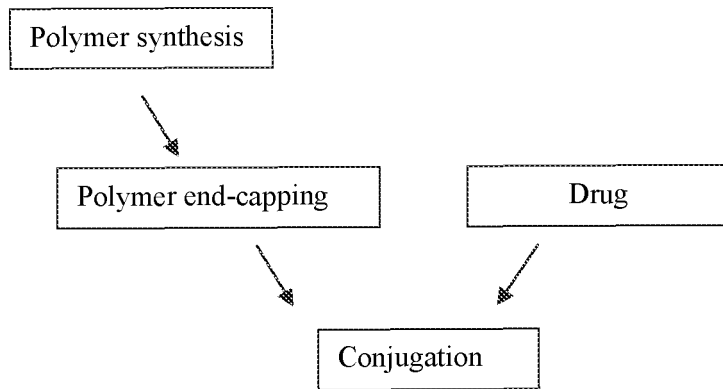 Polymer synthesis
Polymer end-capping
Drug
Conjugation